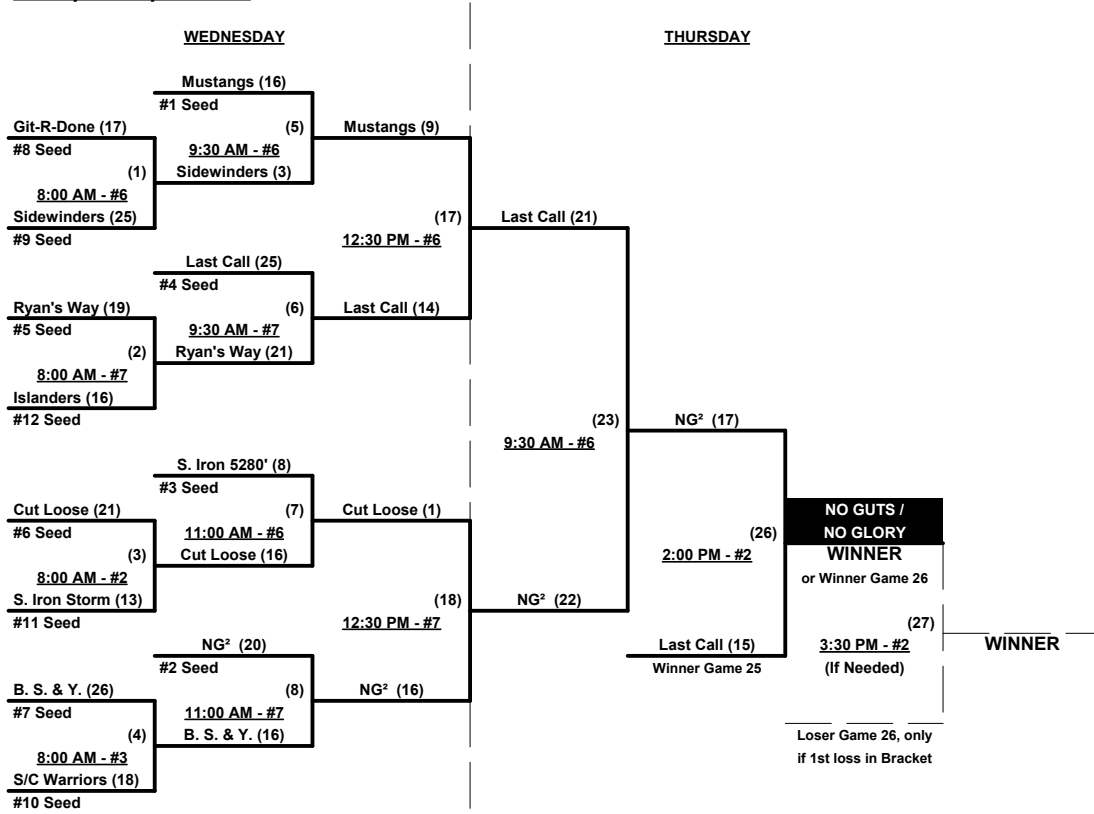 WEDNESDAY
THURSDAY
Mustangs (16)
#1 Seed
Git-R-Done (17)
#8 Seed
(5)
9:30 AM - #6
Mustangs (9)
(1)
8:00 AM - #6
Sidewinders (3)
Sidewinders (25)
#9 Seed
(17)
12:30 PM - #6
Last Call (21)
Last Call (25)
#4 Seed
Ryan's Way (19)
#5 Seed
(6)
9:30 AM - #7
Last Call (14)
(2)
8:00 AM - #7
Ryan's Way (21)
Islanders (16)
#12 Seed
(23)
9:30 AM - #6
NG² (17)
S. Iron 5280' (8)
#3 Seed
Cut Loose (21)
#6 Seed
(7)
11:00 AM - #6
Cut Loose (1)
NO GUTS /
NO GLORY
WINNER
or Winner Game 26
(3)
8:00 AM - #2
Cut Loose (16)
(26)
2:00 PM - #2
S. Iron Storm (13)
#11 Seed
(18)
12:30 PM - #7
NG² (22)
(27)
3:30 PM - #2
(If Needed)
WINNER
NG² (20)
#2 Seed
Last Call (15)
Winner Game 25
B. S. & Y. (26)
#7 Seed
(8)
11:00 AM - #7
NG² (16)
(4)
8:00 AM - #3
B. S. & Y. (16)
Loser Game 26, only
if 1st loss in Bracket
S/C Warriors (18)
#10 Seed